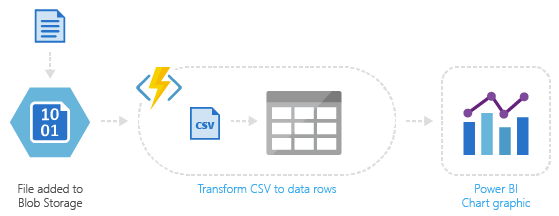 10
01
CSV
File added to
Blob Storage
Transform CSV to data rows
Power BI
Chart graphic